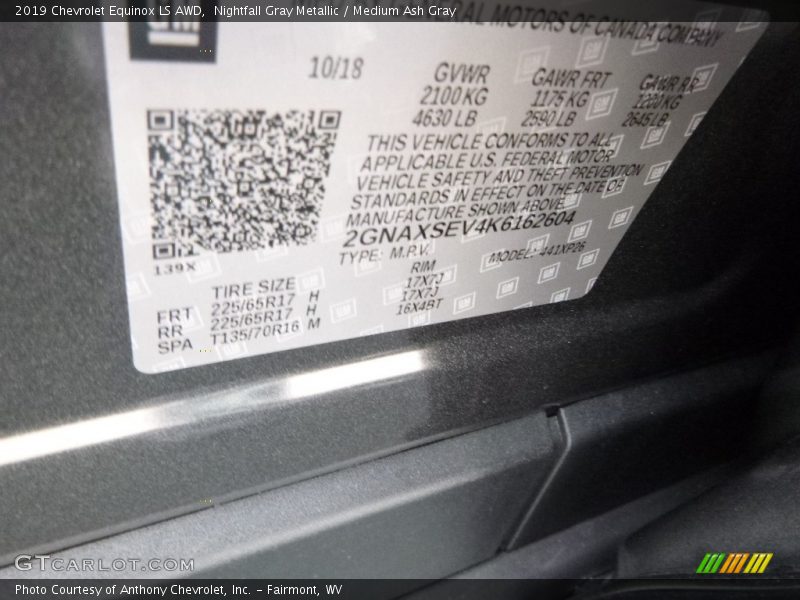 2019 Chevrolet Equinox LS AWD, Nightfall Gray Metallic / Medium Ash Gray
GENERAL MOTORS OF CANADA COMPANY
10/18
GVWR
2100 KG
4630 LB
GAWR FRT
1175 KG
2590 LB
GAWR RR
1200 KG
2645 LB
THIS VEHICLE CONFORMS TO ALL
APPLICABLE U.S. FEDERAL MOTOR
VEHICLE SAFETY AND THEFT PREVENTION
STANDARDS IN EFFECT ON THE DATE OF
MANUFACTURE SHOWN ABOVE
2GNAXSEV4K6162604
TYPE: M.P.V. MODEL: 441XP26
139X
TIRE SIZE RIM
FRT 225/65R17 H 17X7J
RR 225/65R17 H 17X7J
SPA T135/70R16 M 16X4BT
GTCARLOT.COM
Photo Courtesy of Anthony Chevrolet, Inc. – Fairmont, WV